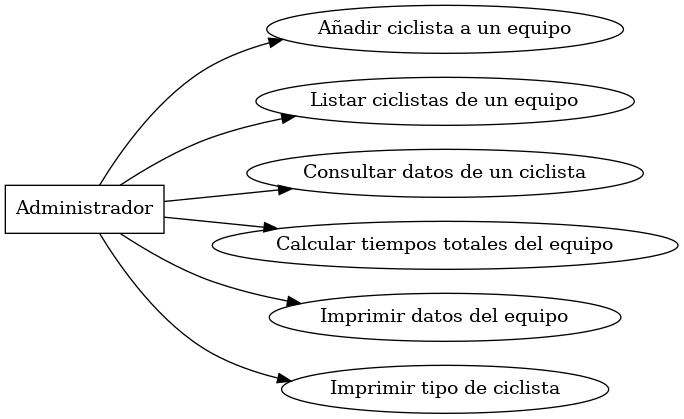 Añadir ciclista a un equipo
Listar ciclistas de un equipo
Consultar datos de un ciclista
Administrador
Calcular tiempos totales del equipo
Imprimir datos del equipo
Imprimir tipo de ciclista